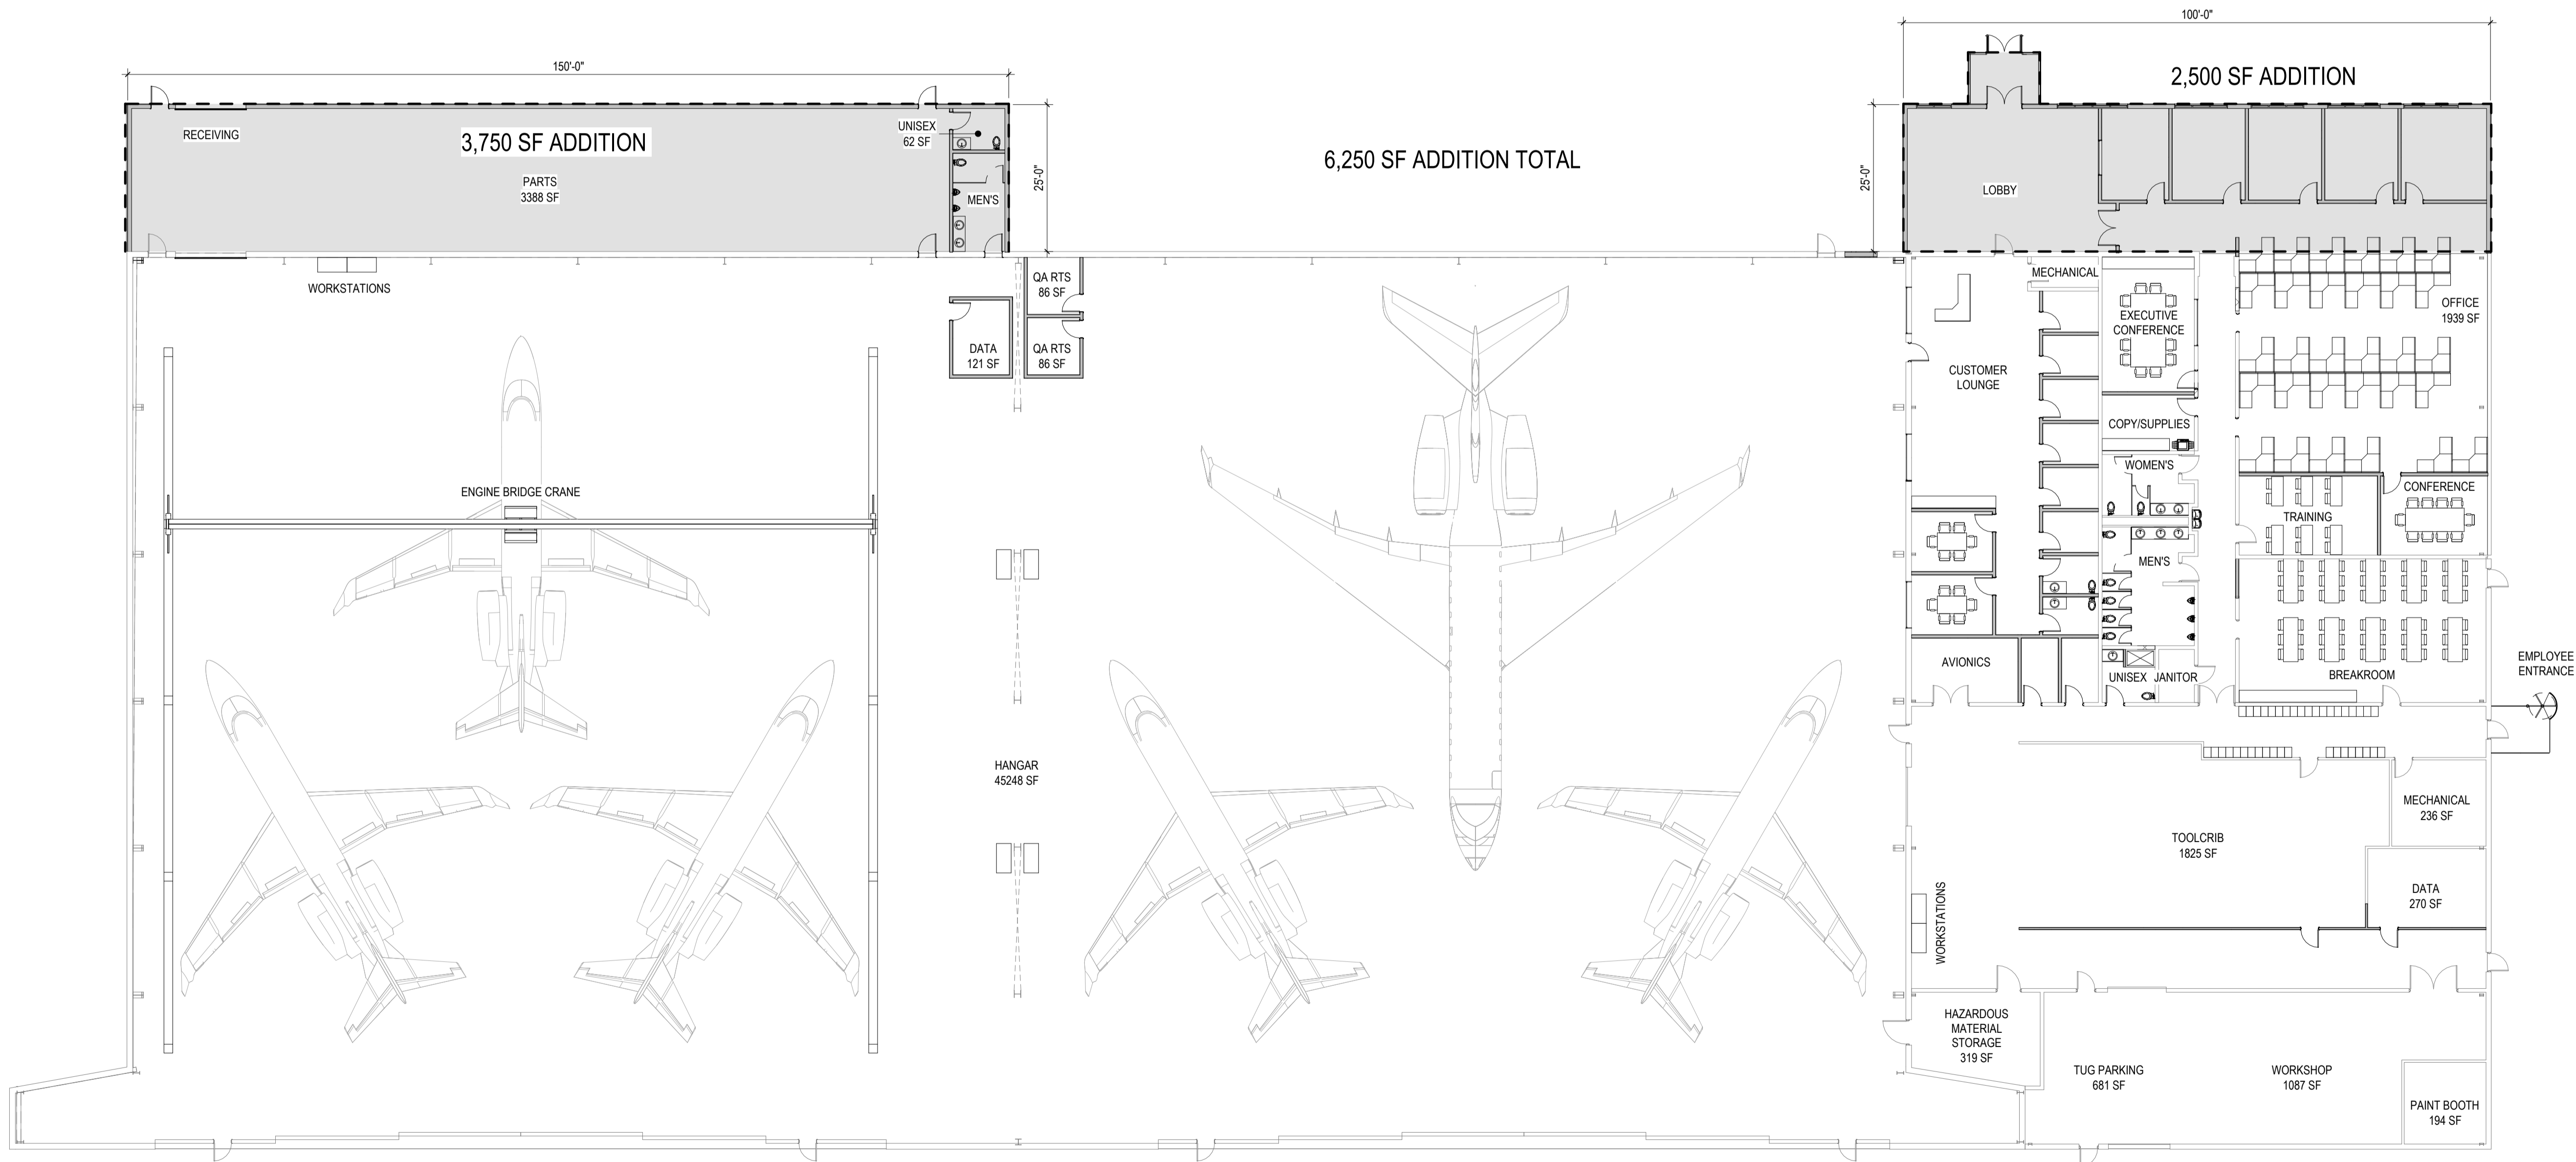 100'-0"
150'-0"
2,500 SF ADDITION
RECEIVING
3,750 SF ADDITION
UNISEX
62 SF
PARTS
3388 SF
MEN'S
25'-0"
6,250 SF ADDITION TOTAL
25'-0"
LOBBY
WORKSTATIONS
QA RTS
86 SF
DATA
121 SF
QA RTS
86 SF
MECHANICAL
EXECUTIVE
CONFERENCE
OFFICE
1939 SF
CUSTOMER
LOUNGE
COPY/SUPPLIES
WOMEN'S
ENGINE BRIDGE CRANE
CONFERENCE
TRAINING
MEN'S
AVIONICS
UNISEX
JANITOR
BREAKROOM
EMPLOYEE
ENTRANCE
HANGAR
45248 SF
MECHANICAL
236 SF
TOOLCRIB
1825 SF
DATA
270 SF
WORKSTATIONS
HAZARDOUS
MATERIAL
STORAGE
319 SF
TUG PARKING
681 SF
WORKSHOP
1087 SF
PAINT BOOTH
194 SF